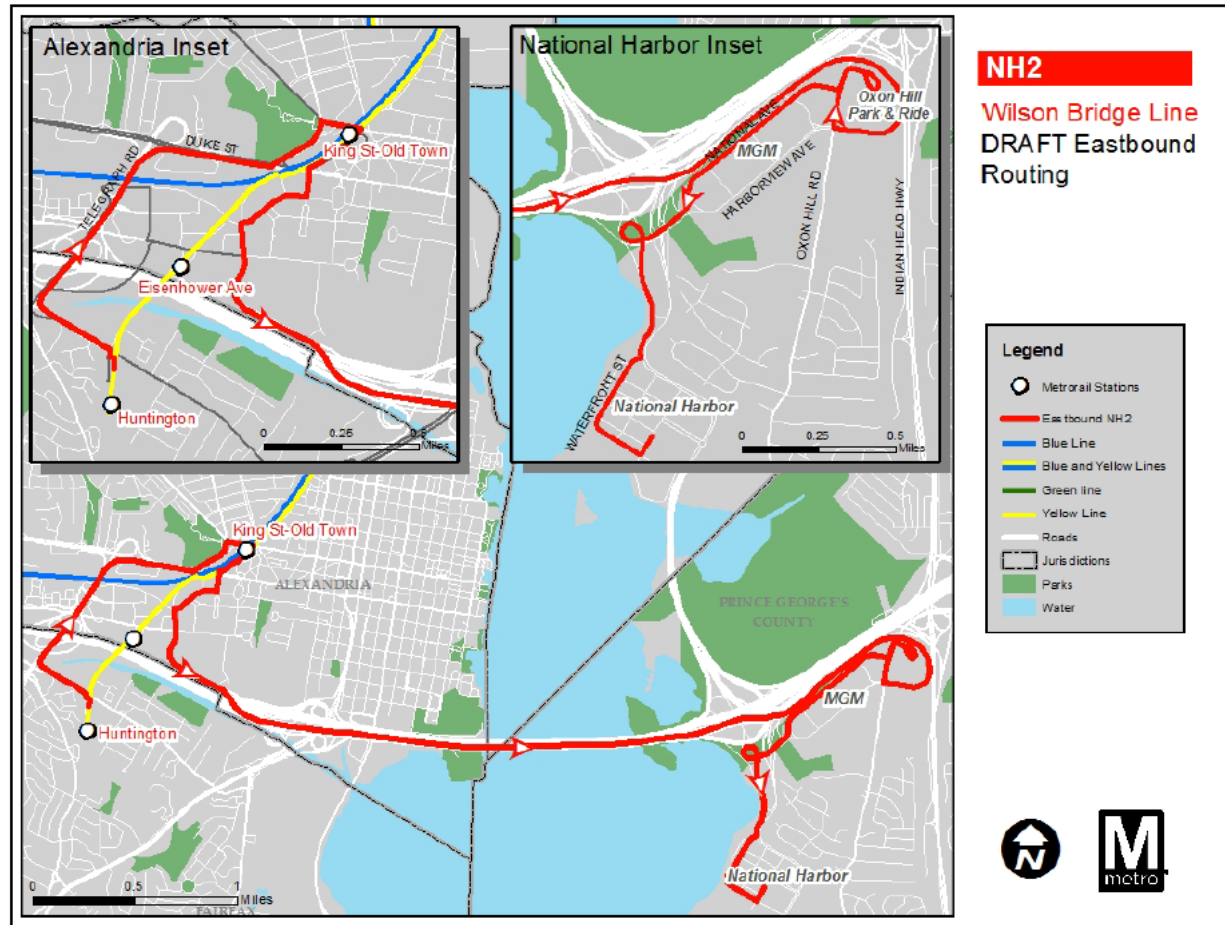 Alexandria Inset
TELEGRAPH RD
DUKE ST
King St-Old Town
Eisenhower Ave
Huntington
0 0.25 0.5
Miles
National Harbor Inset
Oxon Hill
Park & Ride
NATIONAL AVE
MGM
HARBORVIEW AVE
OXON HILL RD
INDIAN HEAD HWY
WATERFRONT ST
National Harbor
0 0.25 0.5
Miles
King St-Old Town
ALEXANDRIA
PRINCE GEORGE'S
COUNTY
MGM
Huntington
National Harbor
0 0.5 1
Miles
FAIRFAX
NH2
Wilson Bridge Line
DRAFT Eastbound
Routing
Legend
Metrorail Stations
Eastbound NH2
Blue Line
Blue and Yellow Lines
Green line
Yellow Line
Roads
Jurisdictions
Parks
Water
N
M
metro